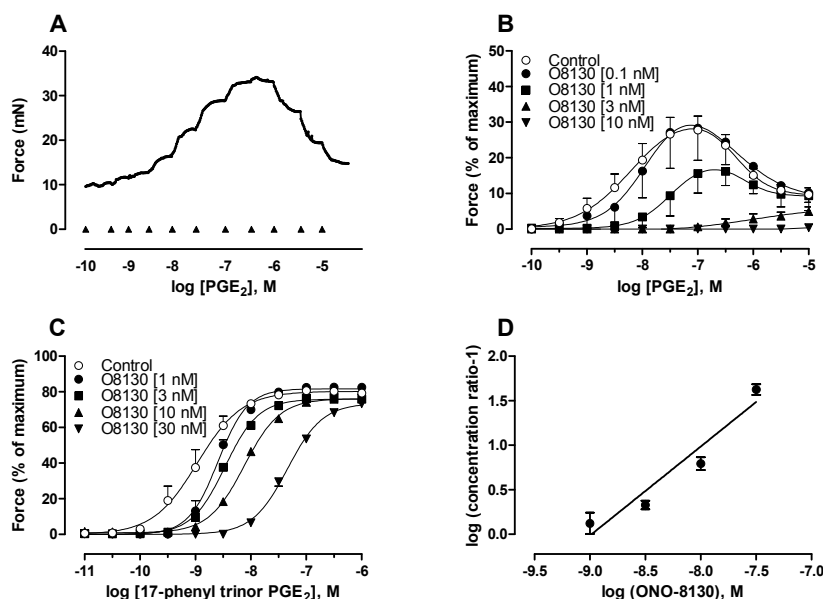 A
40
30
20
10
0
Force (mN)
-10 -9 -8 -7 -6 -5
log [PGE2], M
B
50
40
30
20
10
0
Force (% of maximum)
Control
O8130 [0.1 nM]
O8130 [1 nM]
O8130 [3 nM]
O8130 [10 nM]
-10 -9 -8 -7 -6 -5
log [PGE2], M
C
100
80
60
40
20
0
Force (% of maximum)
Control
O8130 [1 nM]
O8130 [3 nM]
O8130 [10 nM]
O8130 [30 nM]
-11 -10 -9 -8 -7 -6
log [17-phenyl trinor PGE2], M
D
2.0
1.5
1.0
0.5
0.0
log (concentration ratio-1)
-9.5 -9.0 -8.5 -8.0 -7.5 -7.0
log (ONO-8130), M